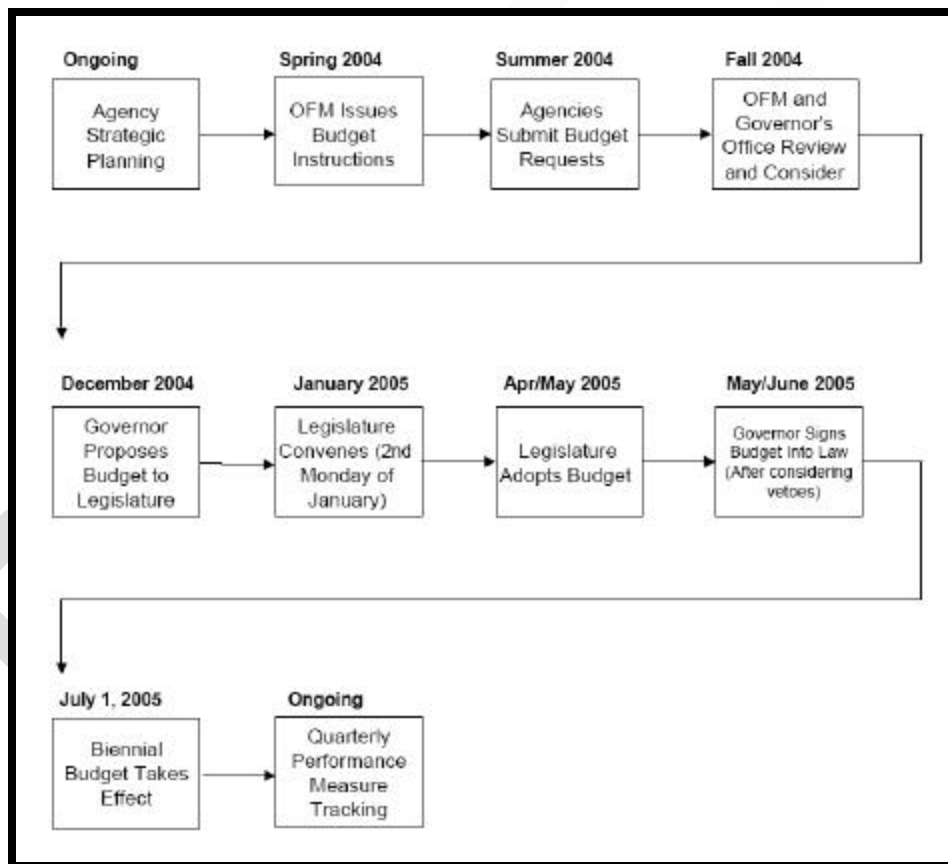 Ongoing
Agency
Strategic
Planning
Spring 2004
OFM Issues
Budget
Instructions
Summer 2004
Agencies
Submit Budget
Requests
Fall 2004
OFM and
Governor's
Office Review
and Consider
December 2004
Governor
Proposes
Budget to
Legislature
January 2005
Legislature
Convenes (2nd
Monday of
January)
Apr/May 2005
Legislature
Adopts Budget
May/June 2005
Governor Signs
Budget Into Law
(After considering
vetoes)
July 1, 2005
Biennial
Budget Takes
Effect
Ongoing
Quarterly
Performance
Measure
Tracking